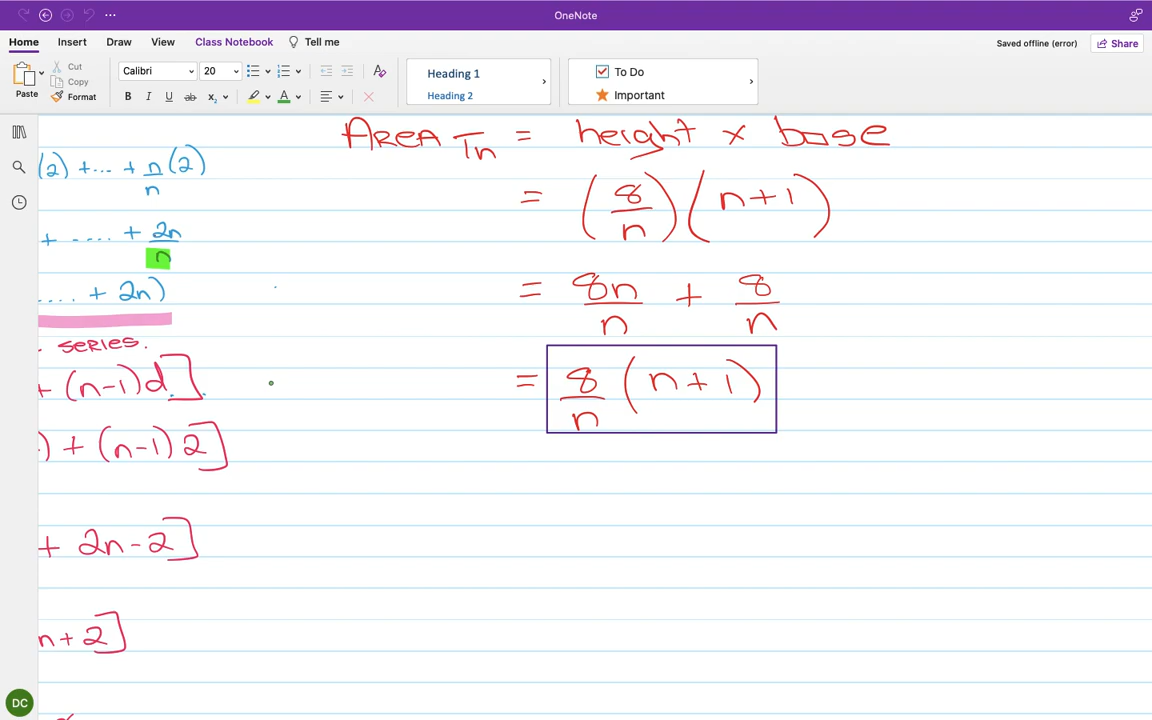 OneNote
Home Insert Draw View Class Notebook Tell me
Saved offline (error) Share
Paste
Cut
Copy
Format
Calibri 20
B I U ab x₂ A
Heading 1
Heading 2
To Do
Important
AREA Tn = height × base
(2) + ... + n/n (2)
= (8/n)(n+1)
+ ..... + 2n/n
= 8n/n + 8/n
.... + 2n)
SERIES.
+ (n-1)d].
= 8/n (n+1)
) + (n-1)2]
+ 2n-2]
n+2]
DC